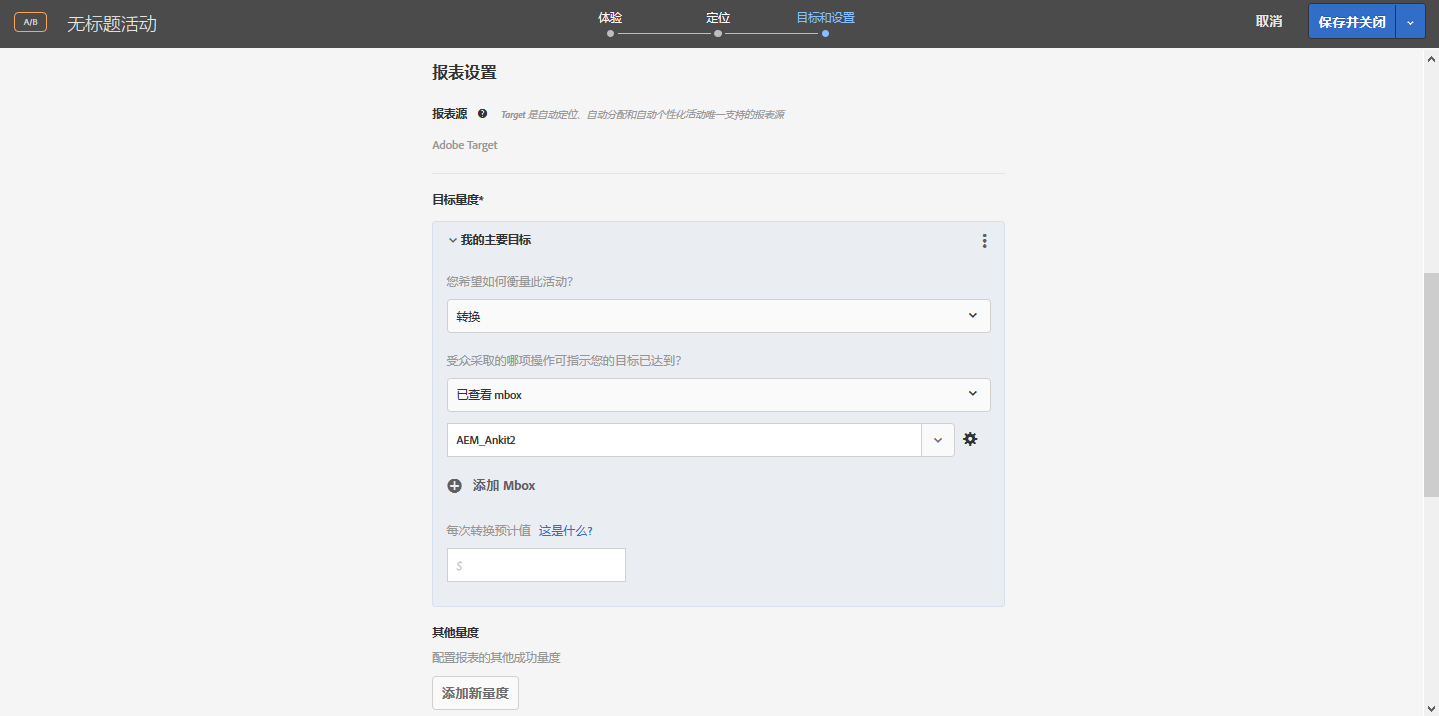 A/B 无标题活动 体验 定位 目标和设置 取消 保存并关闭
报表设置
报表源 Target 是自动定位、自动分配和自动个性化活动唯一支持的报表源
Adobe Target
目标量度*
我的主要目标
您希望如何衡量此活动?
转换
受众采取的哪项操作可指示您的目标已达到?
已查看 mbox
AEM_Ankit2
添加 Mbox
每次转换预计值 这是什么?
$
其他量度
配置报表的其他成功量度
添加新量度